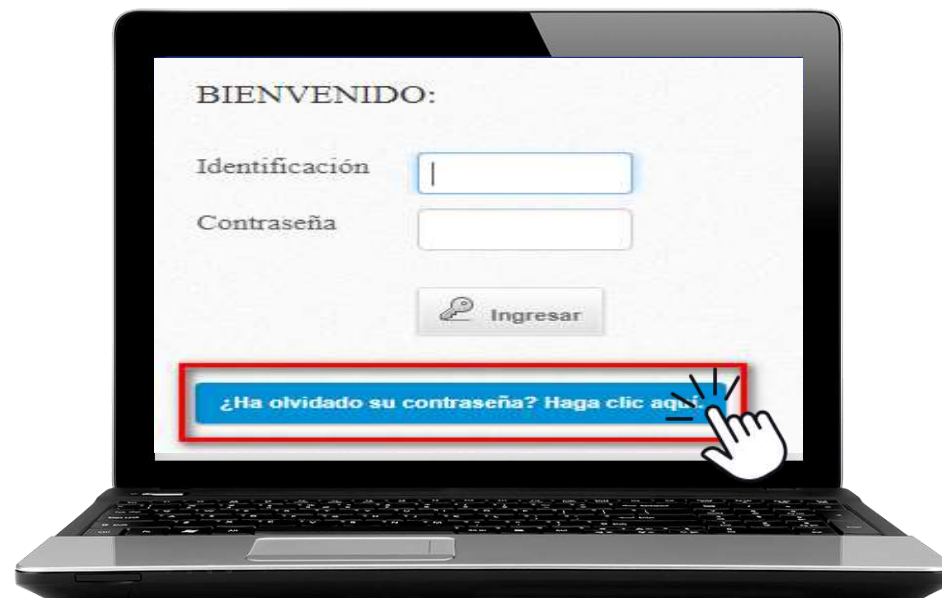 BIENVENIDO:
Identificación
Contraseña
Ingresar
¿Ha olvidado su contraseña? Haga clic aquí.